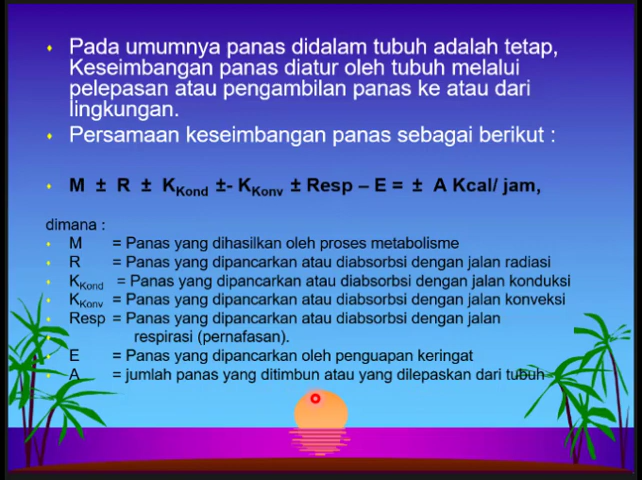 Pada umumnya panas didalam tubuh adalah tetap,
Keseimbangan panas diatur oleh tubuh melalui
pelepasan atau pengambilan panas ke atau dari
lingkungan.
Persamaan keseimbangan panas sebagai berikut :
M ± R ± KKond ±- KKonv ± Resp – E = ± A Kcal/ jam,
dimana :
M = Panas yang dihasilkan oleh proses metabolisme
R = Panas yang dipancarkan atau diabsorbsi dengan jalan radiasi
KKond = Panas yang dipancarkan atau diabsorbsi dengan jalan konduksi
KKonv = Panas yang dipancarkan atau diabsorbsi dengan jalan konveksi
Resp = Panas yang dipancarkan atau diabsorbsi dengan jalan
respirasi (pernafasan).
E = Panas yang dipancarkan oleh penguapan keringat
A = jumlah panas yang ditimbun atau yang dilepaskan dari tubuh